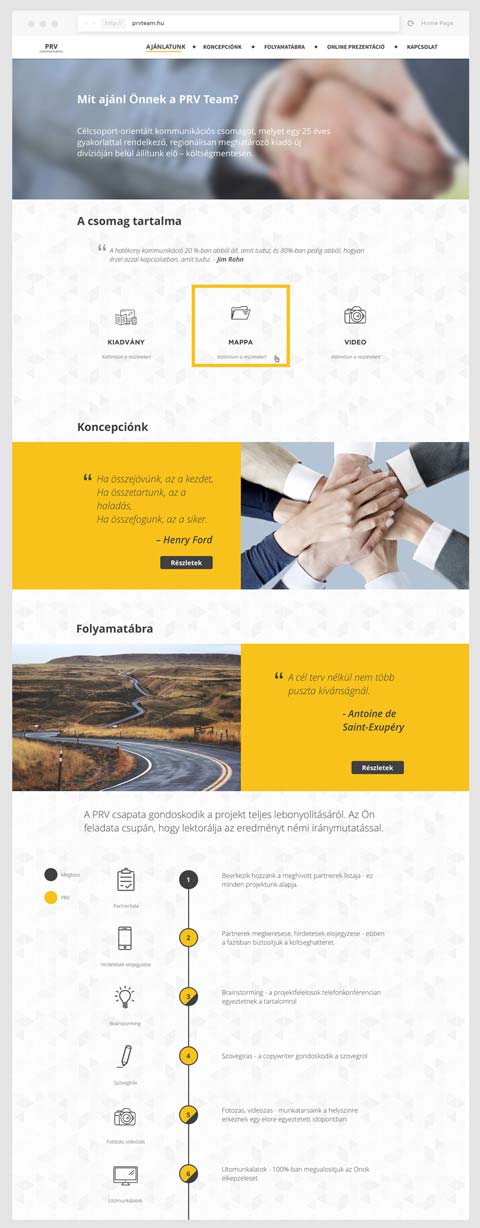 http://
prvteam.hu
Home Page
PRV
AJÁNLATUNK
KONCEPCIÓNK
FOLYAMATÁBRA
ONLINE PREZENTÁCIÓ
KAPCSOLAT
Mit ajánl Önnek a PRV Team?
Célcsoport-orientált kommunikációs csomagot, melyet egy 25 éves
gyakorlattal rendelkező, regionálisan meghatározó kiadó új
divízióján belül állítunk elő – költségmentesen.
A csomag tartalma
“ A hatékony kommunikáció 20 %-ban abból áll, amit tudsz, és 80%-ban pedig abból, hogyan
érzel azzal kapcsolatban, amit tudsz. - Jim Rohn
KIADVÁNY
Kattintson a részletekért
MAPPA
Kattintson a részletekért
VIDEO
Kattintson a részletekért
Koncepciónk
“ Ha összejövünk, az a kezdet,
Ha összetartunk, az a
haladás,
Ha összefogunk, az a siker.
– Henry Ford
Részletek
Folyamatábra
“ A cél terv nélkül nem több
puszta kívánságnál.
- Antoine de
Saint-Exupéry
Részletek
A PRV csapata gondoskodik a projekt teljes lebonyolításáról. Az Ön
feladata csupán, hogy lektorálja az eredményt némi iránymutatással.
Megbizo
PRV
Partnerlista
1
Beerkezik hozzánk a meghivott partnerek listaja - ez
minden projektunk alapja.
Hirdetések elojegyzése
2
Partnerek megkeresese, hirdetesek elojegyzese - ebben
a fazisban biztositjuk a koltseghatteret.
Brainstorming
3
Brainstorming - a projektfelelosok telefonkonferencian
egyeztetnek a tartalomrol
Szövegírás
4
Szovegiras - a copywriter gondoskodik a szovegrol
Fotózás, videózás
5
Fotozas, videozas - munkatarsaink a helyszinre
erkeznek egy elore egyeztetett idopontban
Utómunkálatok
6
Utomunkalatok - 100%-ban megvalositjuk az Onok
elkepzeleset